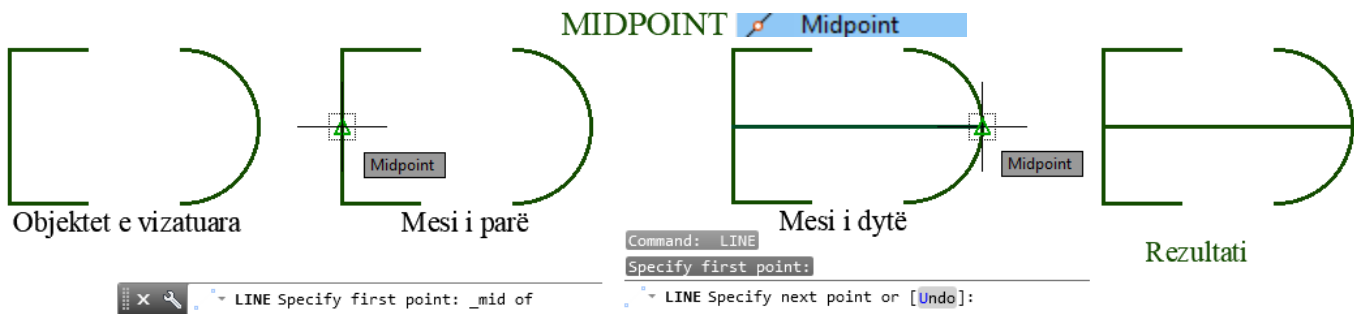 MIDPOINT Midpoint
Midpoint
Midpoint
Objektet e vizatuara
Mesi i parë
Mesi i dytë
Rezultati
Command: LINE
Specify first point:
LINE Specify first point: _mid of
LINE Specify next point or [Undo]: